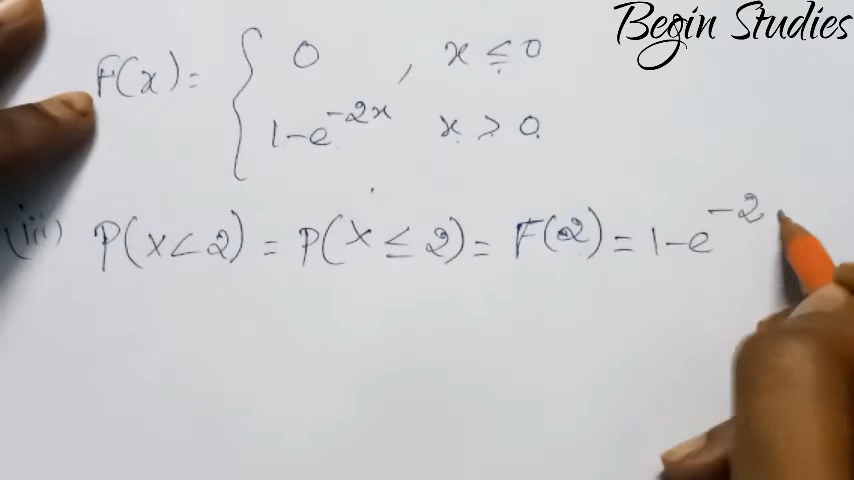 Begin Studies
F(x) = { 0 , x ≤ 0
1-e^{-2x} x > 0
(iii) P(X<2) = P(X ≤ 2) = F(2) = 1-e^{-2